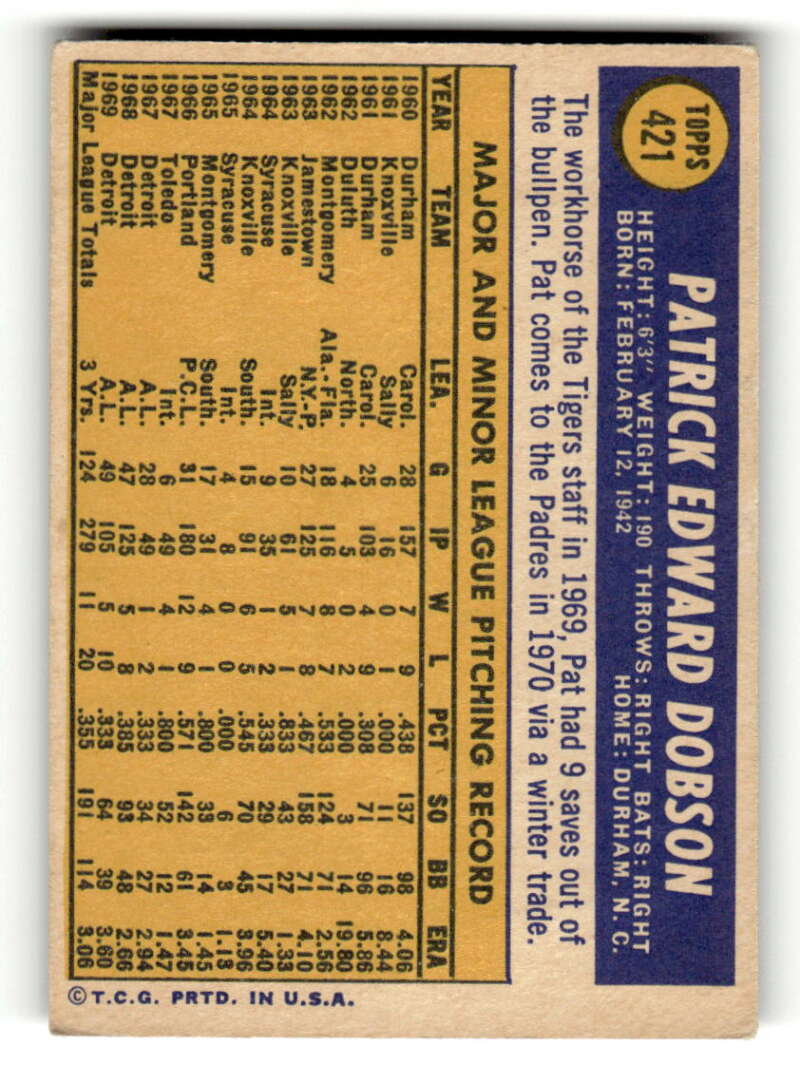 TOPPS
421
PATRICK EDWARD DOBSON
HEIGHT: 6'3" WEIGHT: 190 THROWS: RIGHT BATS: RIGHT
BORN: FEBRUARY 12, 1942 HOME: DURHAM, N. C.
The workhorse of the Tigers staff in 1969, Pat had 9 saves out of
the bullpen. Pat comes to the Padres in 1970 via a winter trade.
MAJOR AND MINOR LEAGUE PITCHING RECORD
YEAR TEAM LEA. G IP W L PCT SO BB ERA
1960 Durham Carol. 28 157 7 9 .438 137 98 4.06
1961 Knoxville Sally 6 16 0 1 .000 11 16 8.44
1961 Durham Carol. 25 103 4 9 .308 71 96 5.86
1962 Duluth North. 4 5 0 2 .000 3 14 19.80
1962 Montgomery Ala.-Fla. 18 116 8 7 .533 124 71 2.56
1963 Jamestown N.Y.-P. 27 125 7 8 .467 158 71 4.10
1963 Knoxville Sally 10 61 5 1 .833 43 27 1.33
1964 Syracuse Int. 9 35 1 2 .333 29 17 5.40
1964 Knoxville South. 15 91 6 5 .545 70 45 3.96
1965 Syracuse Int. 4 8 0 0 .000 6 3 1.13
1965 Montgomery South. 17 31 4 1 .800 33 14 1.45
1966 Portland P.C.L. 31 180 12 9 .571 142 61 3.45
1967 Toledo Int. 6 49 4 1 .800 52 12 1.47
1967 Detroit A.L. 28 49 1 2 .333 34 27 2.94
1968 Detroit A.L. 47 125 5 8 .385 93 48 2.66
1969 Detroit A.L. 49 105 5 10 .333 64 39 3.60
Major League Totals 3 Yrs. 124 279 11 20 .355 191 114 3.06
© T.C.G. PRTD. IN U.S.A.